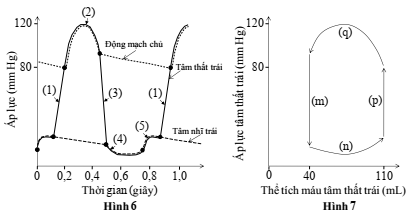 120
80
Áp lực (mm Hg)
(1)
(2)
(3)
(4)
(5)
(1)
Động mạch chủ
Tâm thất trái
Tâm nhĩ trái
0 0,2 0,4 0,6 0,8 1,0
Thời gian (giây)
Hình 6
120
80
Áp lực tâm thất trái (mm Hg)
(q)
(m)
(p)
(n)
40 110
Thể tích máu tâm thất trái (mL)
Hình 7